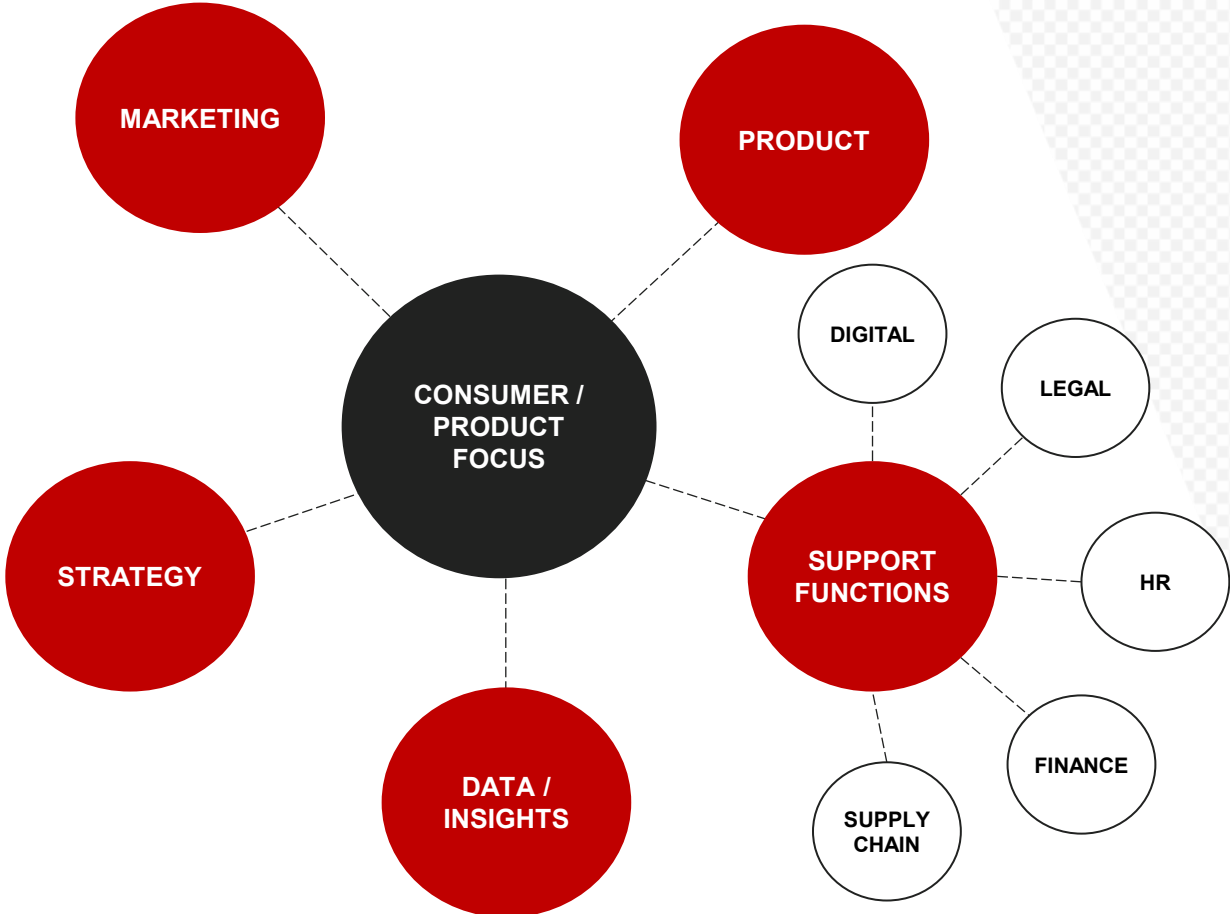 MARKETING
PRODUCT
DIGITAL
LEGAL
CONSUMER /
PRODUCT
FOCUS
STRATEGY
SUPPORT
FUNCTIONS
HR
DATA /
INSIGHTS
FINANCE
SUPPLY
CHAIN